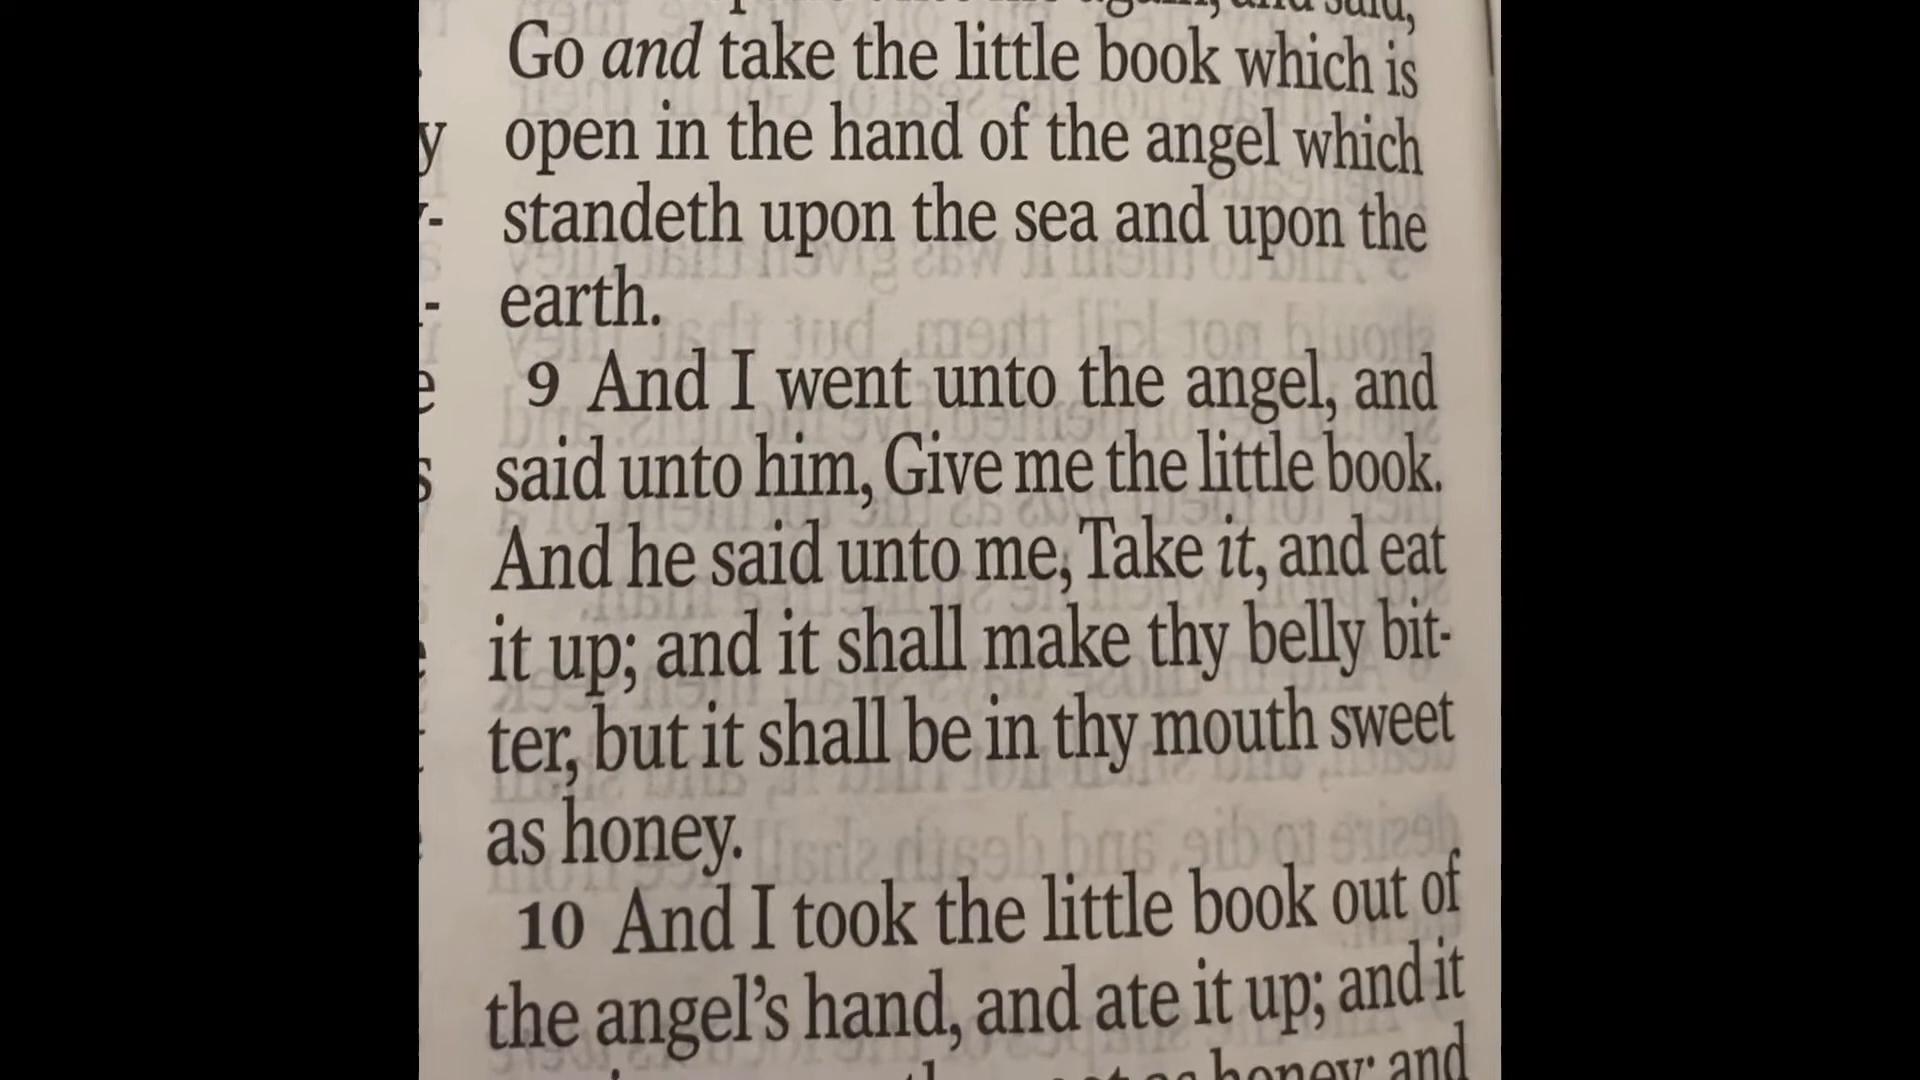 and said,
Go and take the little book which is
open in the hand of the angel which
standeth upon the sea and upon the
earth.
9 And I went unto the angel, and
said unto him, Give me the little book.
And he said unto me, Take it, and eat
it up; and it shall make thy belly bit-
ter, but it shall be in thy mouth sweet
as honey.
10 And I took the little book out of
the angel's hand, and ate it up; and it
honey: and